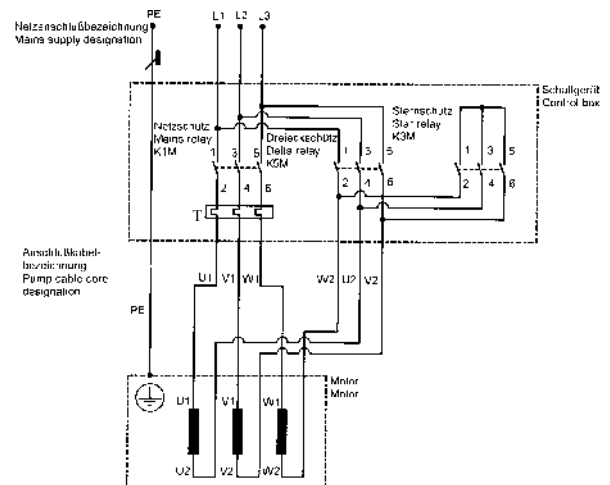 PE
L1 L2 L3
Netzanschlußbezeichnung
Mains supply designation
Schaltgerät
Control box
Netzschütz
Mains relay
K1M
Dreieckschütz
Delta relay
K5M
Sternschütz
Star relay
K3M
1 3 5
1 3 5
1 3 5
2 4 6
2 4 6
2 4 6
T
Anschlußkabel-
bezeichnung
Pump cable core
designation
U1 V1 W1
W2 U2 V2
PE
Motor
Motor
U1 V1 W1
U2 V2 W2